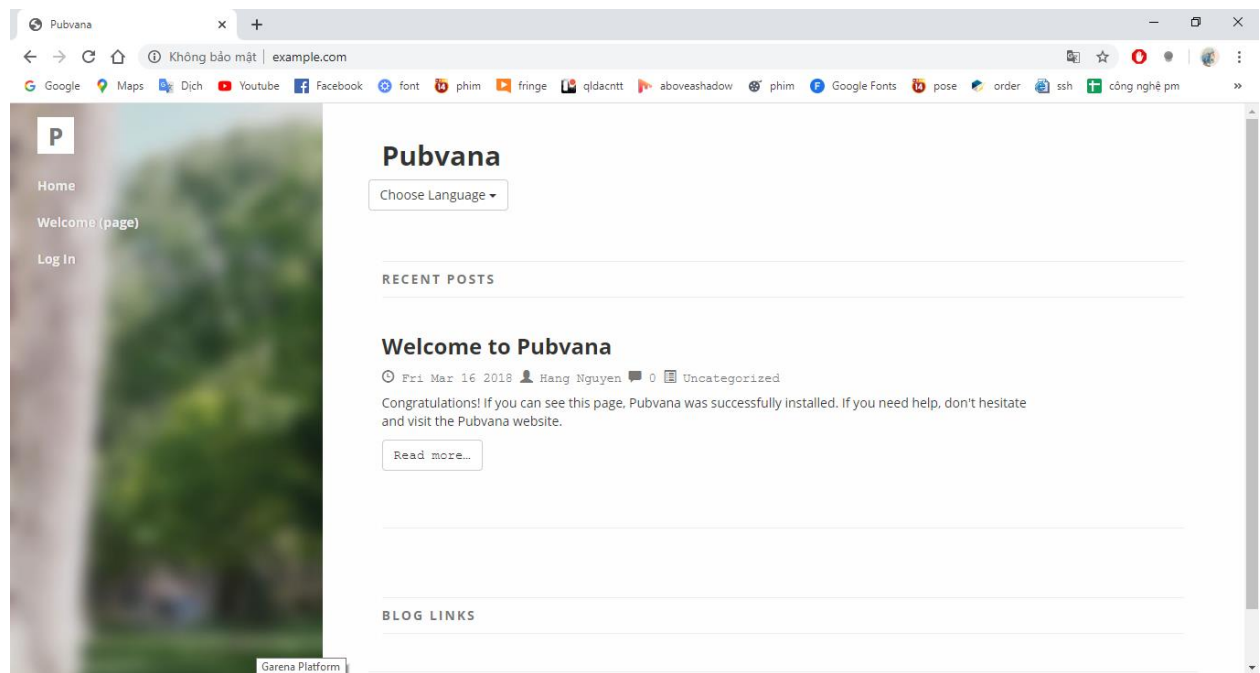 Pubvana
Không bảo mật | example.com
Google Maps Dịch Youtube Facebook font phim fringe qldacntt aboveashadow phim Google Fonts pose order ssh công nghệ pm »
P
Home
Welcome (page)
Log In
Pubvana
Choose Language
RECENT POSTS
Welcome to Pubvana
Fri Mar 16 2018 Hang Nguyen 0 Uncategorized
Congratulations! If you can see this page, Pubvana was successfully installed. If you need help, don't hesitate
and visit the Pubvana website.
Read more…
BLOG LINKS
Garena Platform